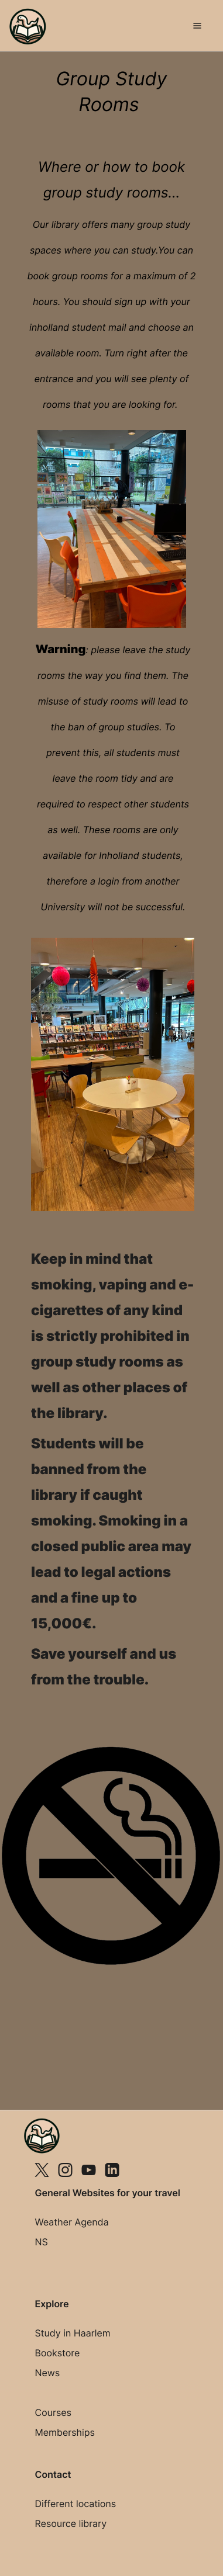 Group Study
Rooms
Where or how to book
group study rooms...
Our library offers many group study
spaces where you can study.You can
book group rooms for a maximum of 2
hours. You should sign up with your
inholland student mail and choose an
available room. Turn right after the
entrance and you will see plenty of
rooms that you are looking for.
Warning: please leave the study
rooms the way you find them. The
misuse of study rooms will lead to
the ban of group studies. To
prevent this, all students must
leave the room tidy and are
required to respect other students
as well. These rooms are only
available for Inholland students,
therefore a login from another
University will not be successful.
Keep in mind that
smoking, vaping and e-
cigarettes of any kind
is strictly prohibited in
group study rooms as
well as other places of
the library.
Students will be
banned from the
library if caught
smoking. Smoking in a
closed public area may
lead to legal actions
and a fine up to
15,000€.
Save yourself and us
from the trouble.
General Websites for your travel
Weather Agenda
NS
Explore
Study in Haarlem
Bookstore
News
Courses
Memberships
Contact
Different locations
Resource library